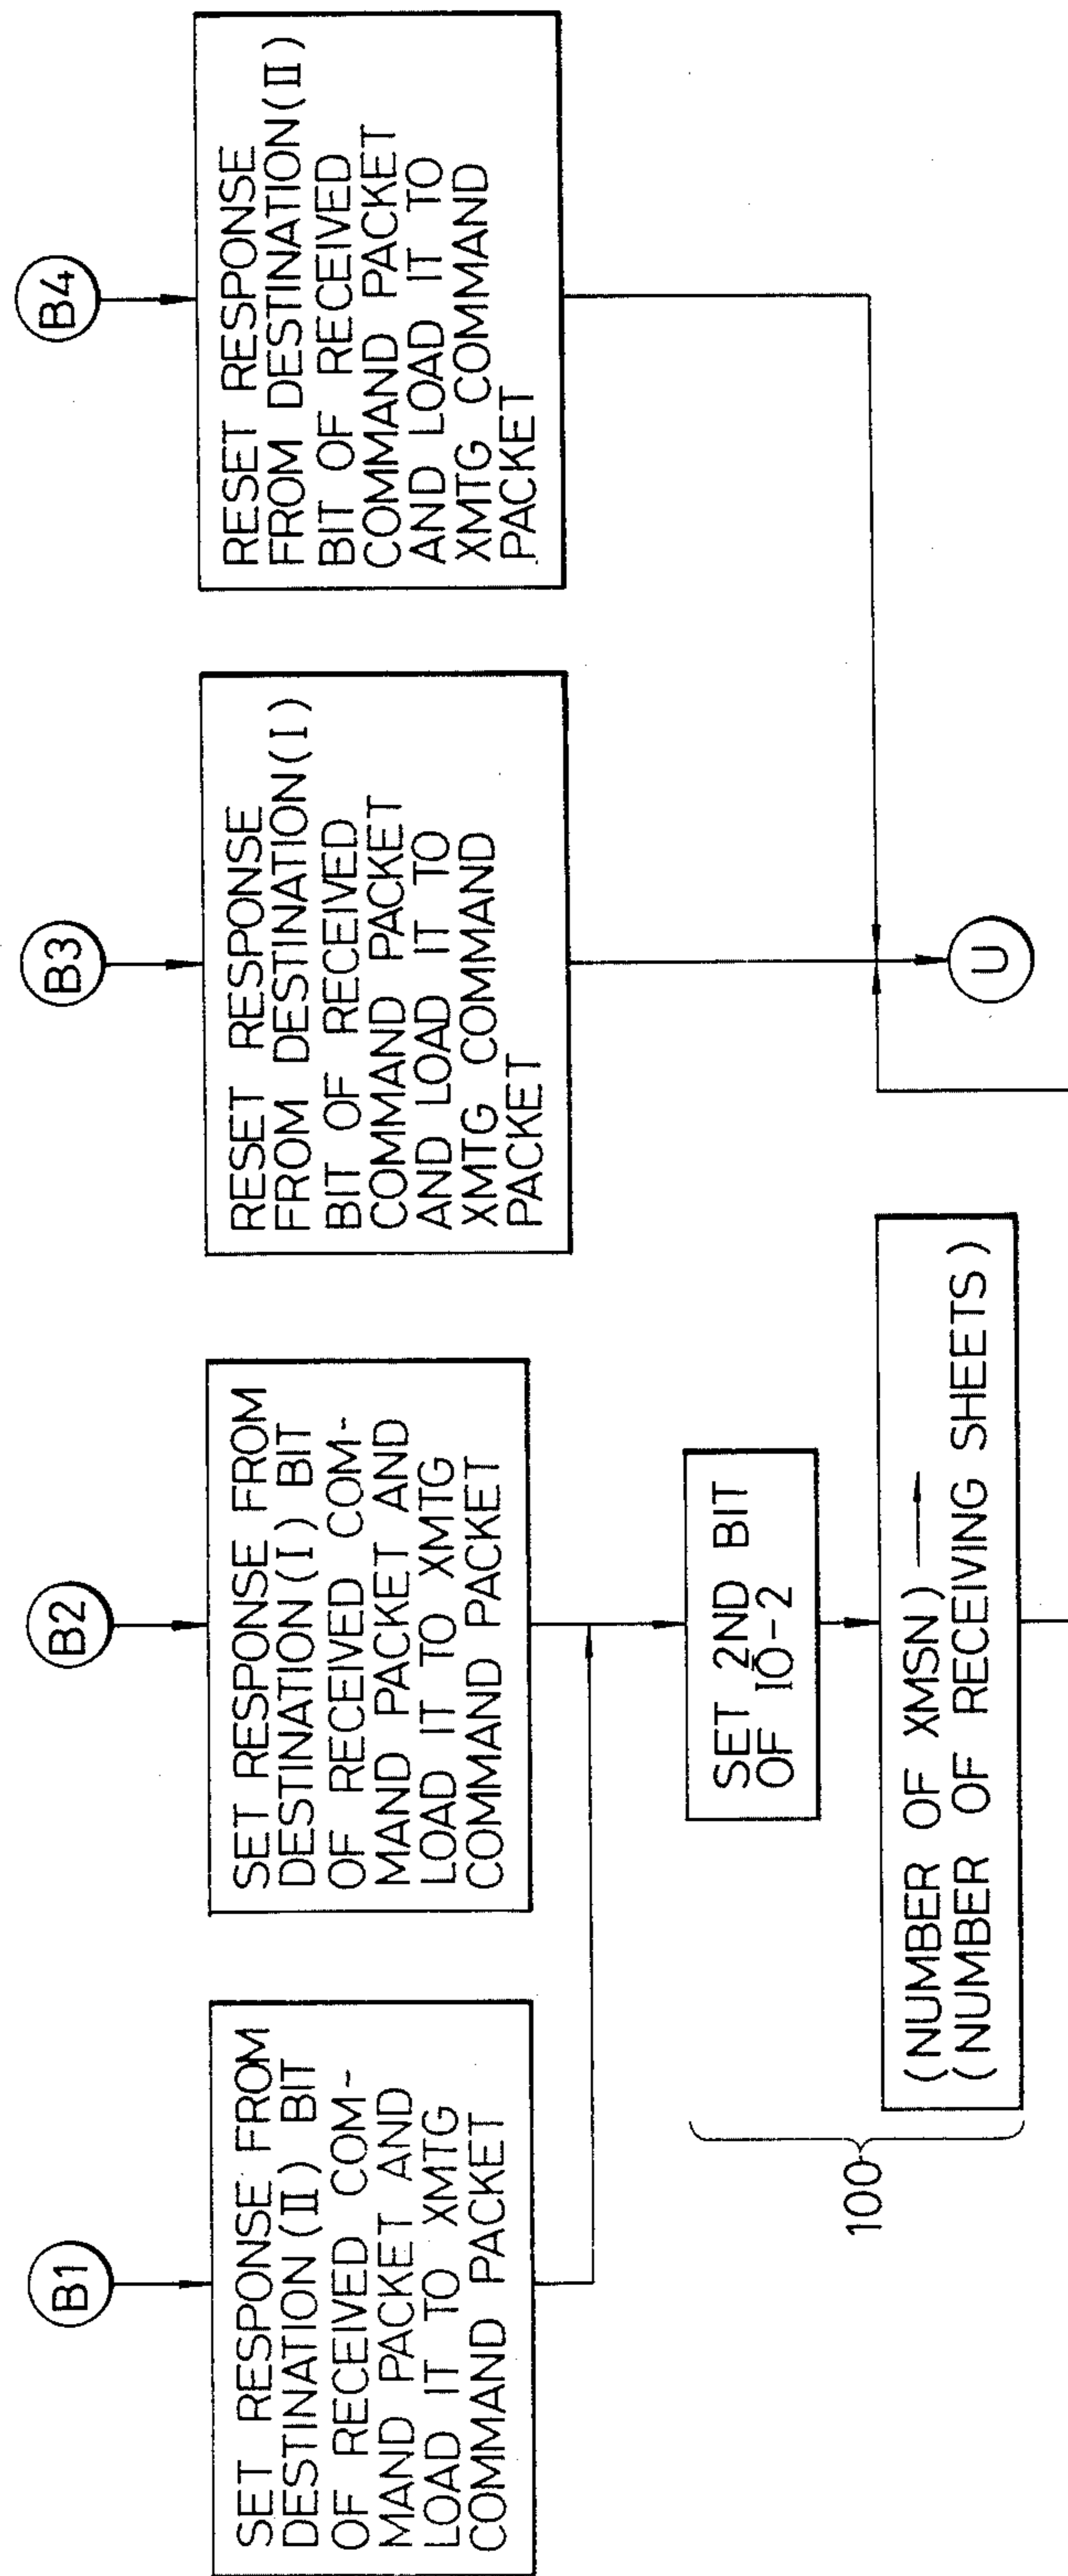 B1
SET RESPONSE FROM
DESTINATION (II) BIT
OF RECEIVED COM-
MAND PACKET AND
LOAD IT TO XMTG
COMMAND PACKET
B2
SET RESPONSE FROM
DESTINATION (I) BIT
OF RECEIVED COM-
MAND PACKET AND
LOAD IT TO XMTG
COMMAND PACKET
B3
RESET RESPONSE
FROM DESTINATION (I)
BIT OF RECEIVED
COMMAND PACKET
AND LOAD IT TO
XMTG COMMAND
PACKET
B4
RESET RESPONSE
FROM DESTINATION (II)
BIT OF RECEIVED
COMMAND PACKET
AND LOAD IT TO
XMTG COMMAND
PACKET
SET 2ND BIT
OF IO-2
100
(NUMBER OF XMSN) →
(NUMBER OF RECEIVING SHEETS)
U